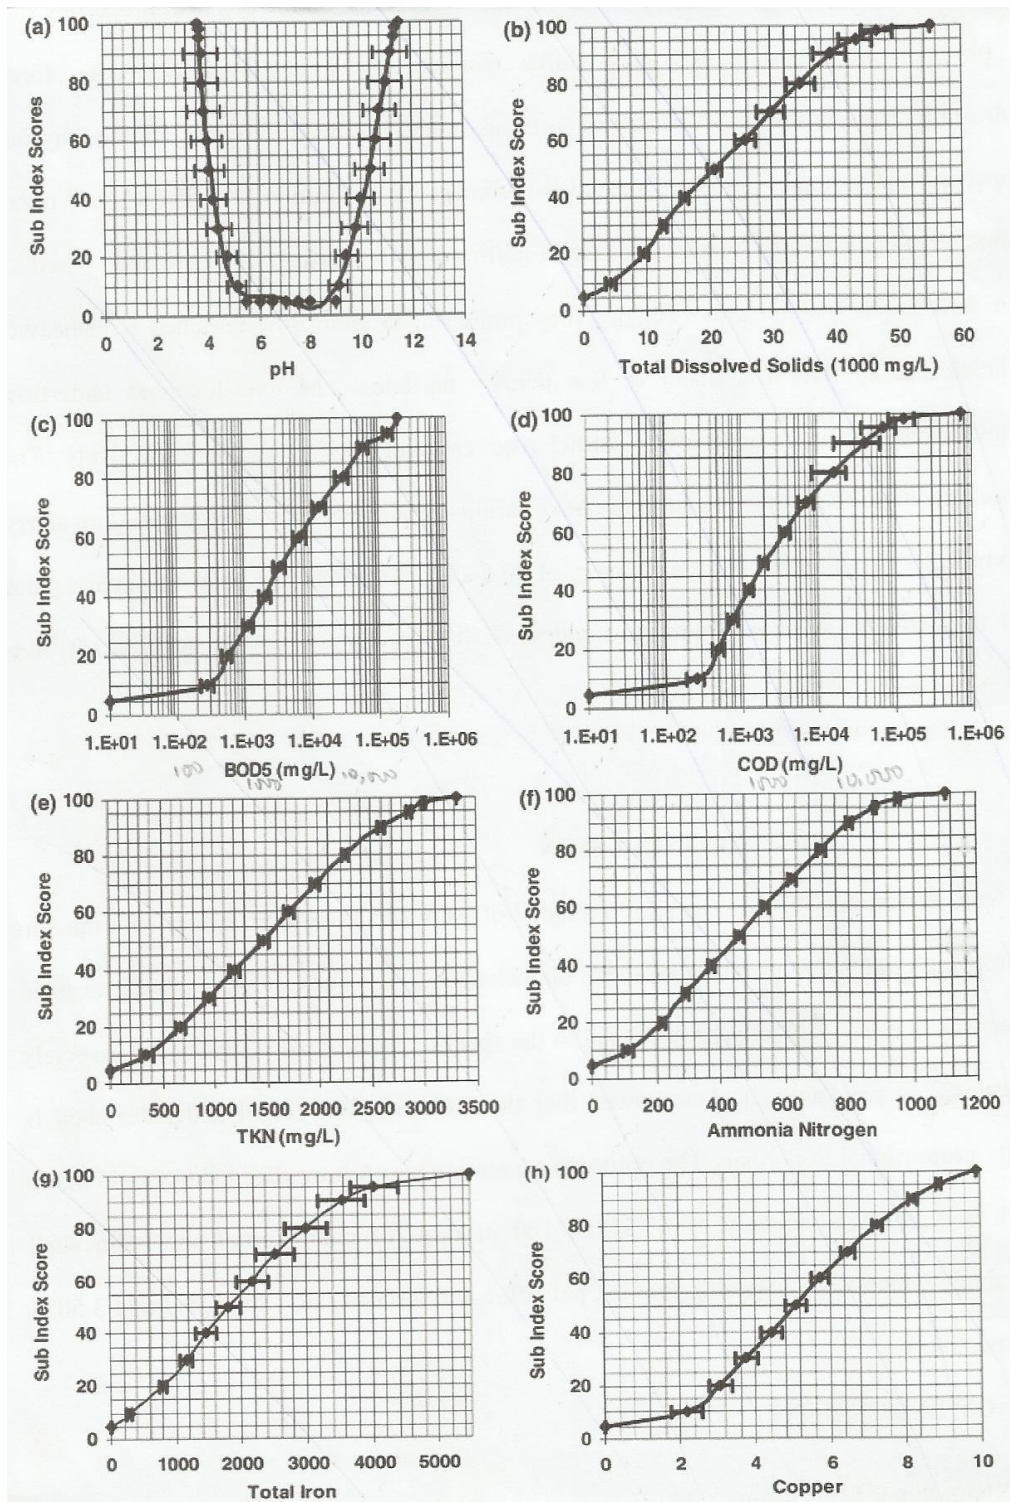 (a)
Sub Index Scores
100
80
60
40
20
0
0 2 4 6 8 10 12 14
pH
(b)
Sub Index Score
100
80
60
40
20
0
0 10 20 30 40 50 60
Total Dissolved Solids (1000 mg/L)
(c)
Sub Index Score
100
80
60
40
20
0
1.E+01 1.E+02 1.E+03 1.E+04 1.E+05 1.E+06
BOD5 (mg/L)
(d)
Sub Index Score
100
80
60
40
20
0
1.E+01 1.E+02 1.E+03 1.E+04 1.E+05 1.E+06
COD (mg/L)
(e)
Sub Index Score
100
80
60
40
20
0
0 500 1000 1500 2000 2500 3000 3500
TKN (mg/L)
(f)
Sub Index Score
100
80
60
40
20
0
0 200 400 600 800 1000 1200
Ammonia Nitrogen
(g)
Sub Index Score
100
80
60
40
20
0
0 1000 2000 3000 4000 5000
Total Iron
(h)
Sub Index Score
100
80
60
40
20
0
0 2 4 6 8 10
Copper